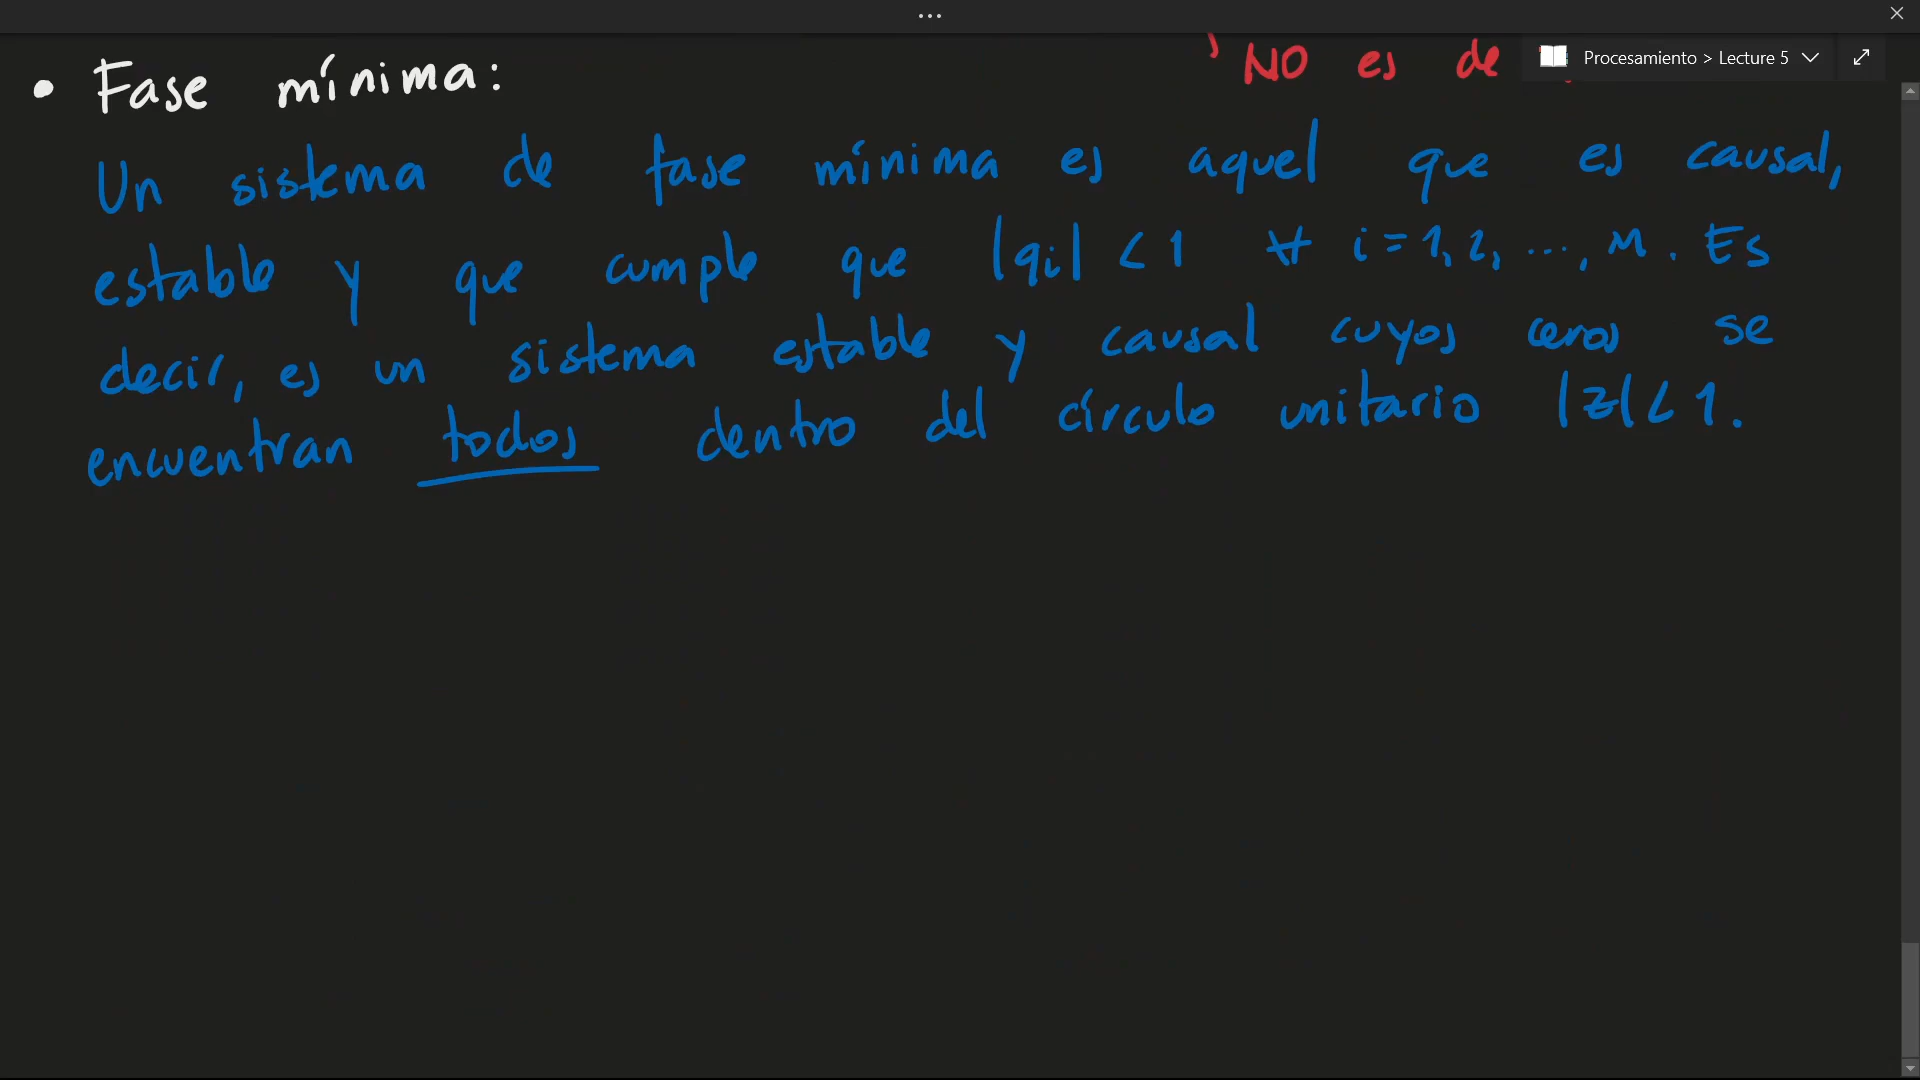 ...
NO es de
Procesamiento > Lecture 5
• Fase mínima:
Un sistema de fase mínima es aquel que es causal,
estable y que cumple que |qi| < 1 ∀ i = 1, 2, ..., M. Es
decir, es un sistema estable y causal cuyos ceros se
encuentran todos dentro del círculo unitario |z| < 1.